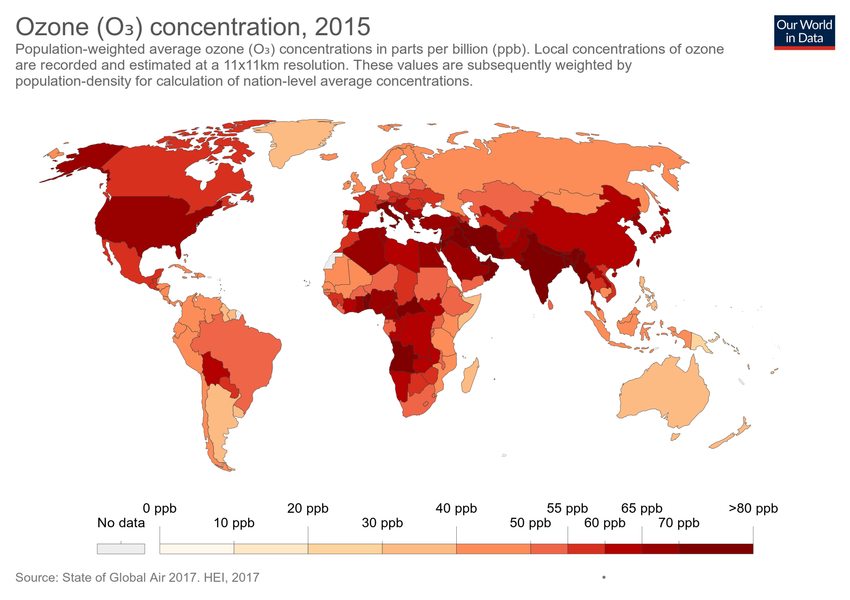 Ozone (O₃) concentration, 2015
Our World
in Data
Population-weighted average ozone (O₃) concentrations in parts per billion (ppb). Local concentrations of ozone
are recorded and estimated at a 11x11km resolution. These values are subsequently weighted by
population-density for calculation of nation-level average concentrations.
0 ppb 20 ppb 40 ppb 55 ppb 65 ppb >80 ppb
No data 10 ppb 30 ppb 50 ppb 60 ppb 70 ppb
Source: State of Global Air 2017. HEI, 2017 •